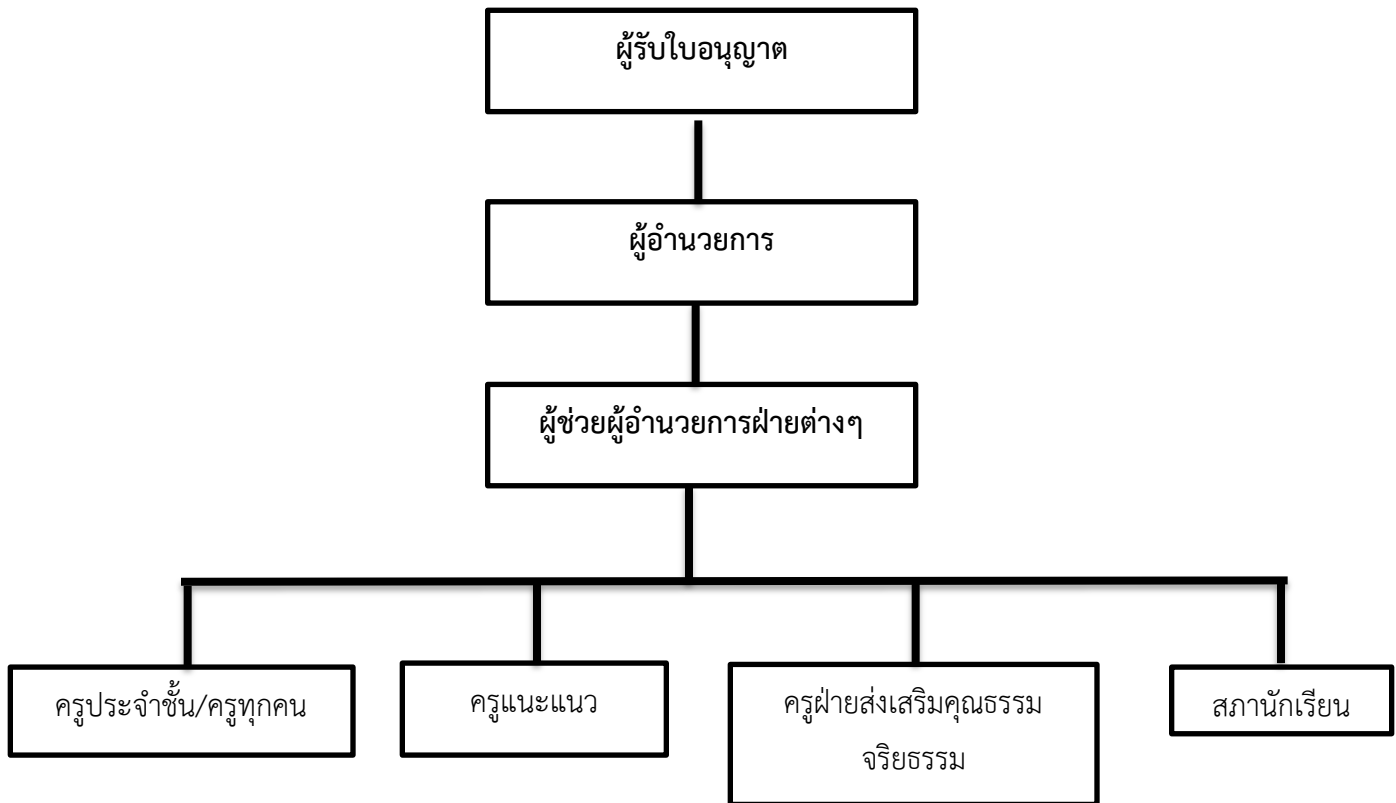 ผู้รับใบอนุญาต
ผู้อำนวยการ
ผู้ช่วยผู้อำนวยการฝ่ายต่างๆ
ครูประจำชั้น/ครูทุกคน
ครูแนะแนว
ครูฝ่ายส่งเสริมคุณธรรม
จริยธรรม
สภานักเรียน